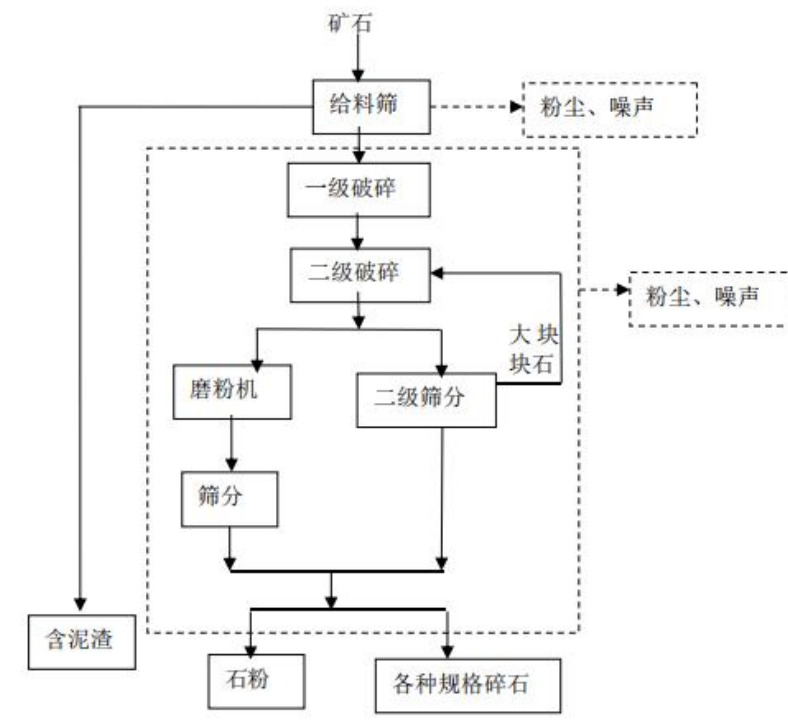 矿石
给料筛
粉尘、噪声
一级破碎
二级破碎
粉尘、噪声
大块
块石
磨粉机
二级筛分
筛分
含泥渣
石粉
各种规格碎石